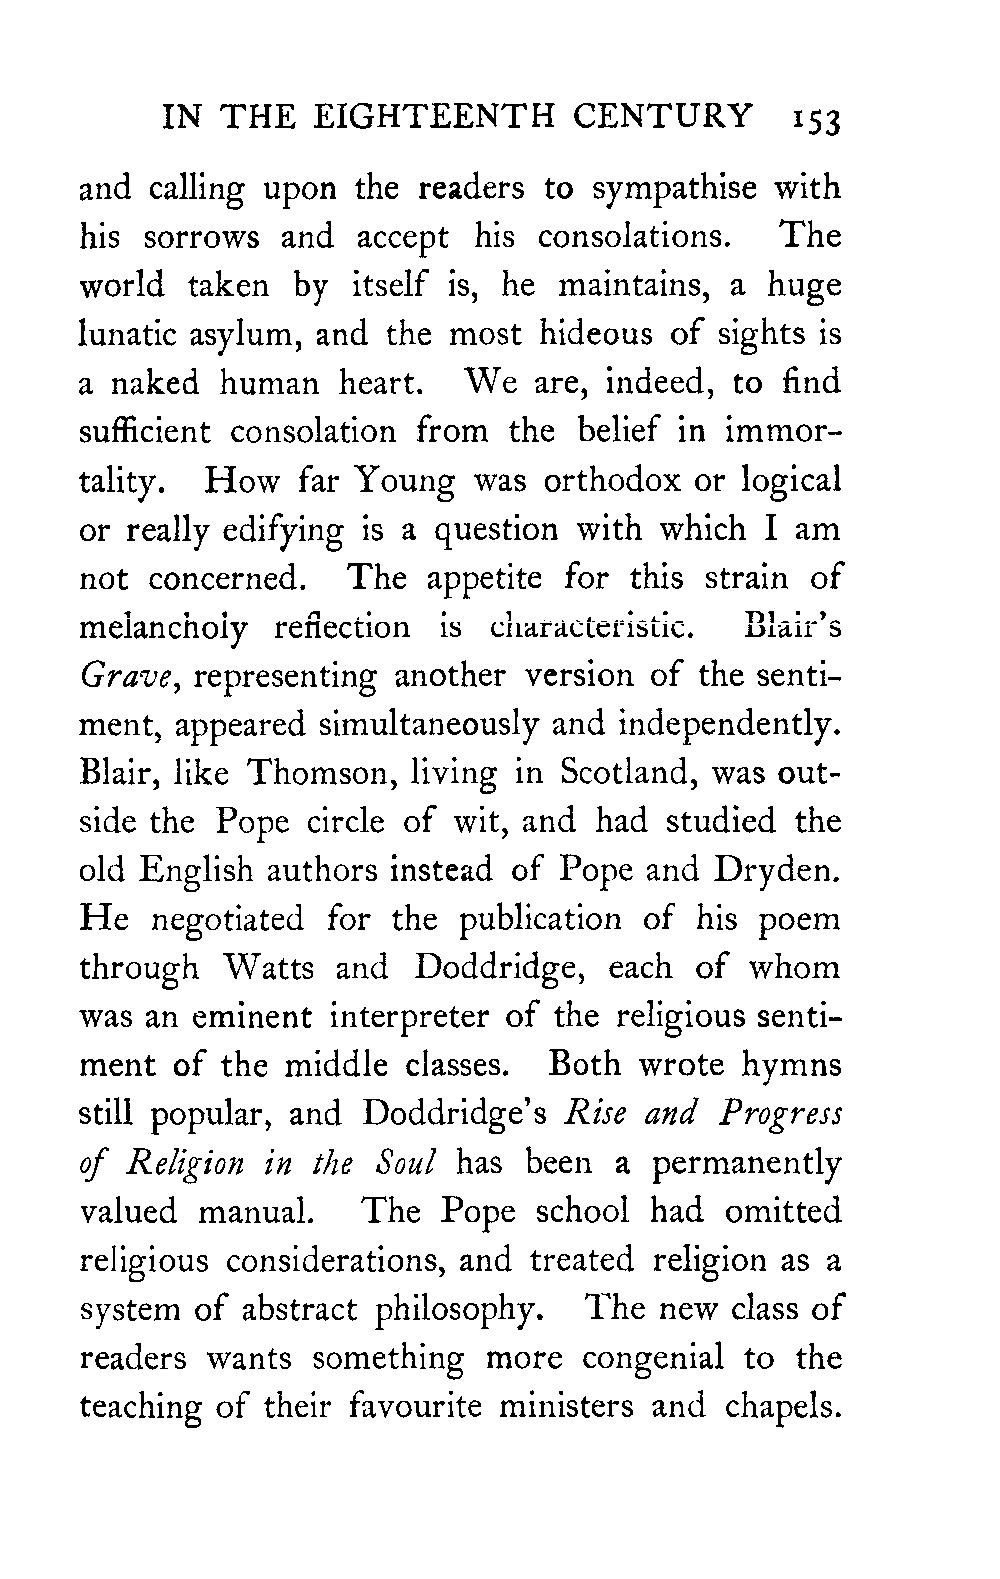 IN THE EIGHTEENTH CENTURY 153
and calling upon the readers to sympathise with
his sorrows and accept his consolations. The
world taken by itself is, he maintains, a huge
lunatic asylum, and the most hideous of sights is
a naked human heart. We are, indeed, to find
sufficient consolation from the belief in immor-
tality. How far Young was orthodox or logical
or really edifying is a question with which I am
not concerned. The appetite for this strain of
melancholy reflection is characteristic. Blair's
Grave, representing another version of the senti-
ment, appeared simultaneously and independently.
Blair, like Thomson, living in Scotland, was out-
side the Pope circle of wit, and had studied the
old English authors instead of Pope and Dryden.
He negotiated for the publication of his poem
through Watts and Doddridge, each of whom
was an eminent interpreter of the religious senti-
ment of the middle classes. Both wrote hymns
still popular, and Doddridge's Rise and Progress
of Religion in the Soul has been a permanently
valued manual. The Pope school had omitted
religious considerations, and treated religion as a
system of abstract philosophy. The new class of
readers wants something more congenial to the
teaching of their favourite ministers and chapels.